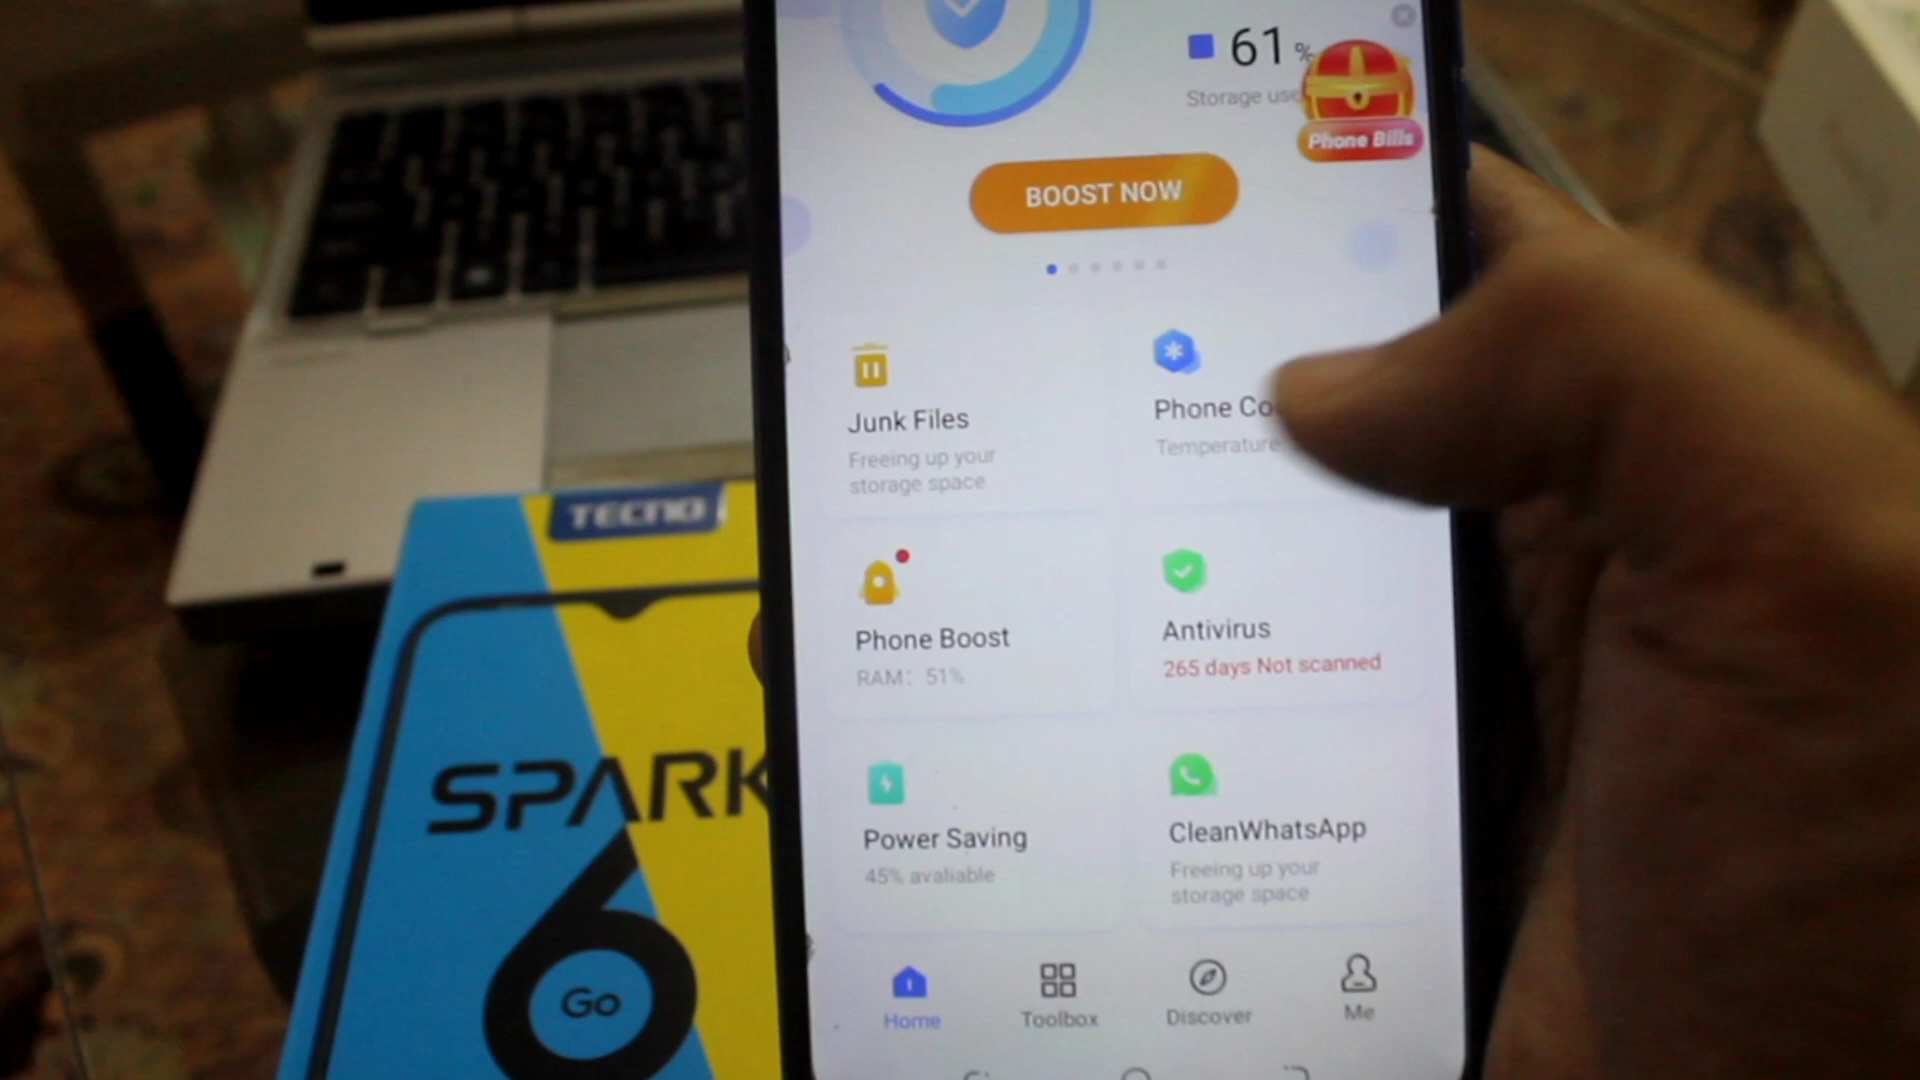 61 %
Storage use
Phone Bills
BOOST NOW
Junk Files
Freeing up your
storage space
Phone Co
Temperature
Phone Boost
RAM: 51%
Antivirus
265 days Not scanned
Power Saving
45% avaliable
CleanWhatsApp
Freeing up your
storage space
Home
Toolbox
Discover
Me
TECNO
SPARK
6
Go